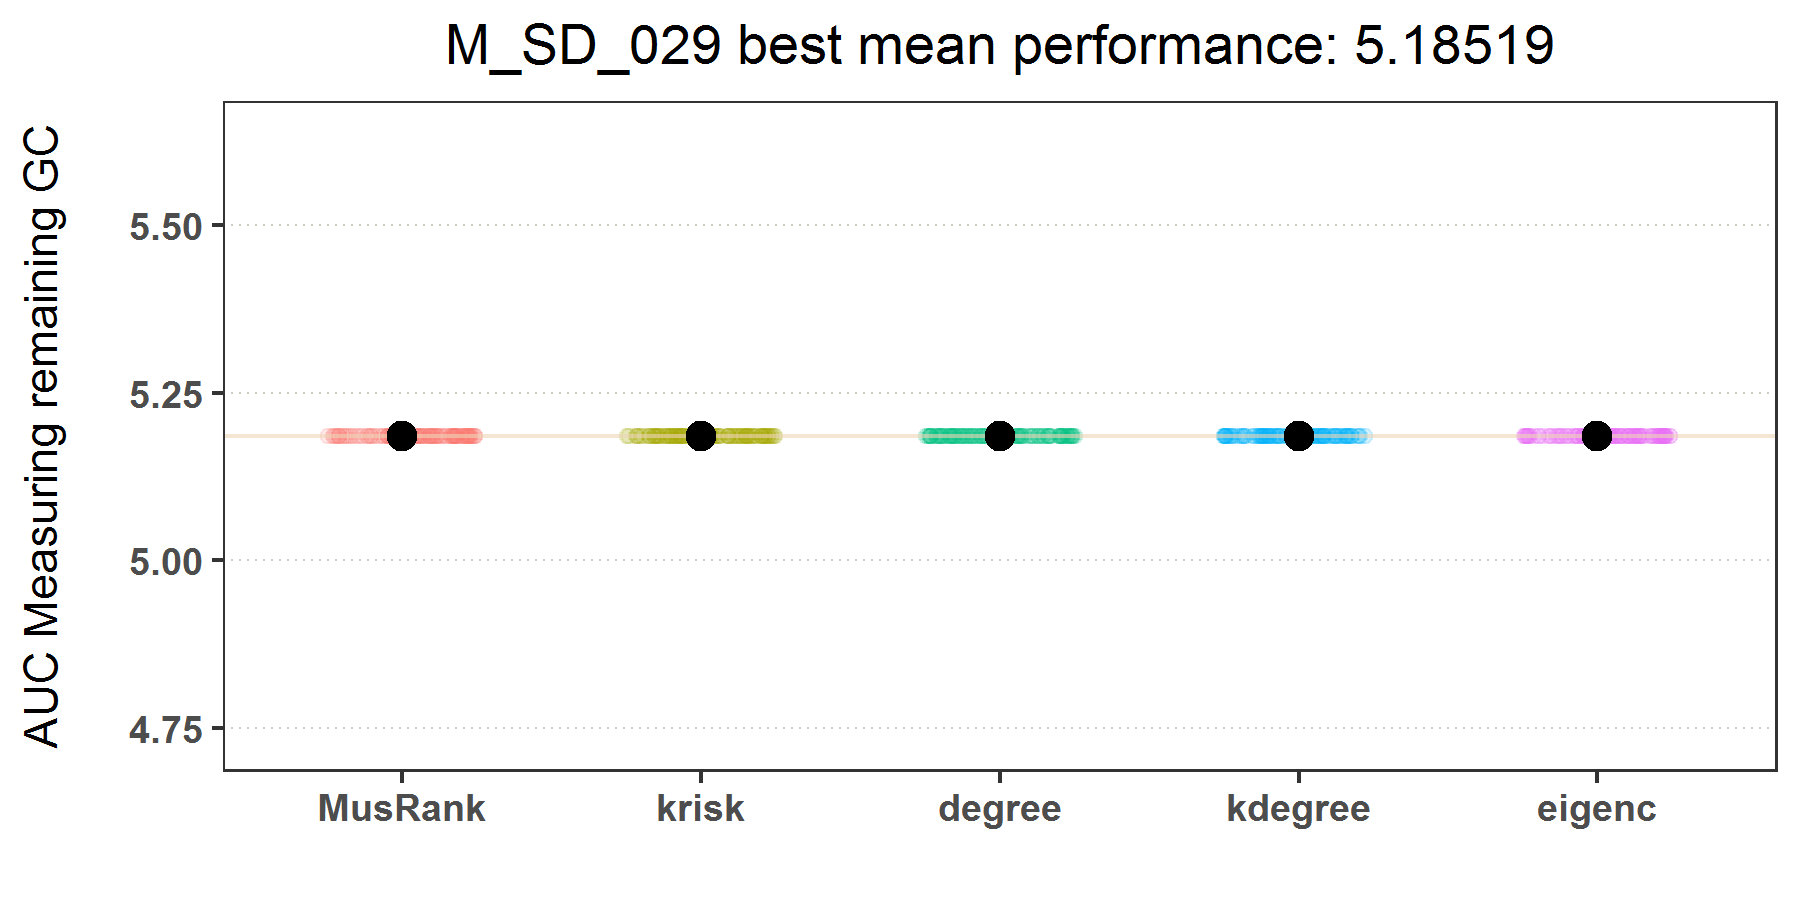 M_SD_029 best mean performance: 5.18519
AUC Measuring remaining GC
5.50
5.25
5.00
4.75
MusRank krisk degree kdegree eigenc